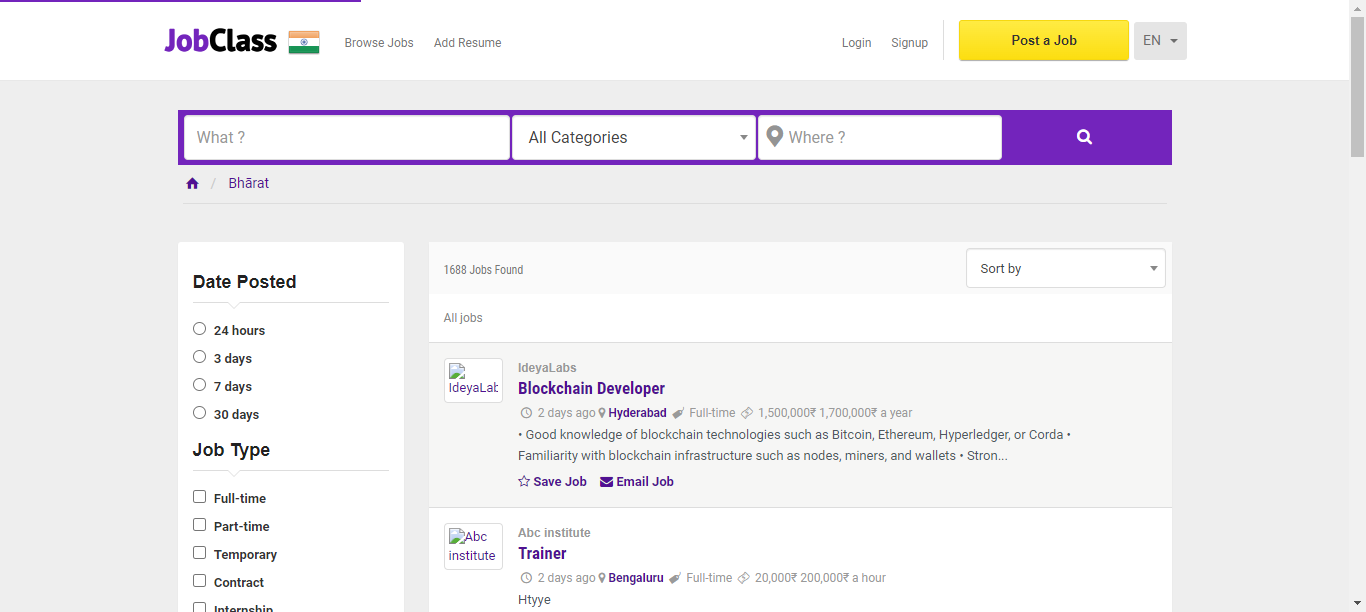 JobClass Browse Jobs Add Resume Login Signup Post a Job EN
What ? All Categories Where ?
/ Bhārat
Date Posted
24 hours
3 days
7 days
30 days
Job Type
Full-time
Part-time
Temporary
Contract
Internship
1688 Jobs Found Sort by
All jobs
IdeyaLab
IdeyaLabs
Blockchain Developer
2 days ago Hyderabad Full-time 1,500,000₹ 1,700,000₹ a year
• Good knowledge of blockchain technologies such as Bitcoin, Ethereum, Hyperledger, or Corda •
Familiarity with blockchain infrastructure such as nodes, miners, and wallets • Stron...
Save Job Email Job
Abc
institute
Abc institute
Trainer
2 days ago Bengaluru Full-time 20,000₹ 200,000₹ a hour
Htyye